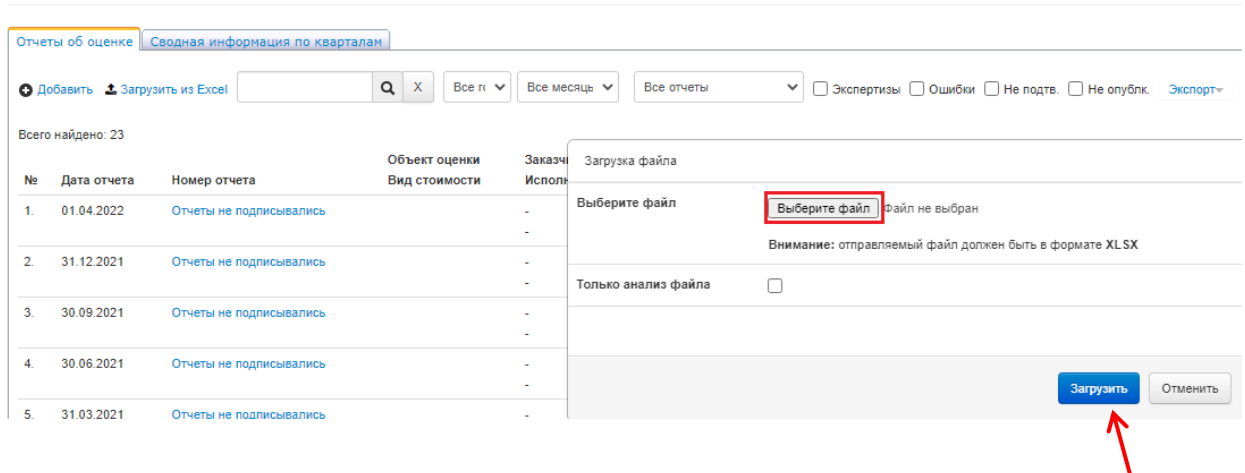 Отчеты об оценке Сводная информация по кварталам
Добавить Загрузить из Excel X Все го Все месяць Все отчеты Экспертизы Ошибки Не подтв. Не опублк. Экспорт
Всего найдено: 23
Объект оценки Заказчи
№ Дата отчета Номер отчета Вид стоимости Исполн
1. 01.04.2022 Отчеты не подписывались -
-
2. 31.12.2021 Отчеты не подписывались -
-
3. 30.09.2021 Отчеты не подписывались -
-
4. 30.06.2021 Отчеты не подписывались -
-
5. 31.03.2021 Отчеты не подписывались -
Загрузка файла
Выберите файл Выберите файл Файл не выбран
Внимание: отправляемый файл должен быть в формате XLSX
Только анализ файла
Загрузить Отменить